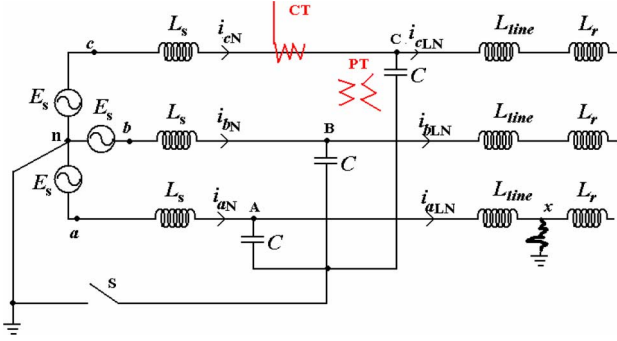 CT
c L_s i_cN C i_cLN L_line L_r
PT
C
E_s
E_s
n b L_s i_bN B i_bLN L_line L_r
C
E_s
a L_s i_aN A i_aLN L_line x L_r
C
S